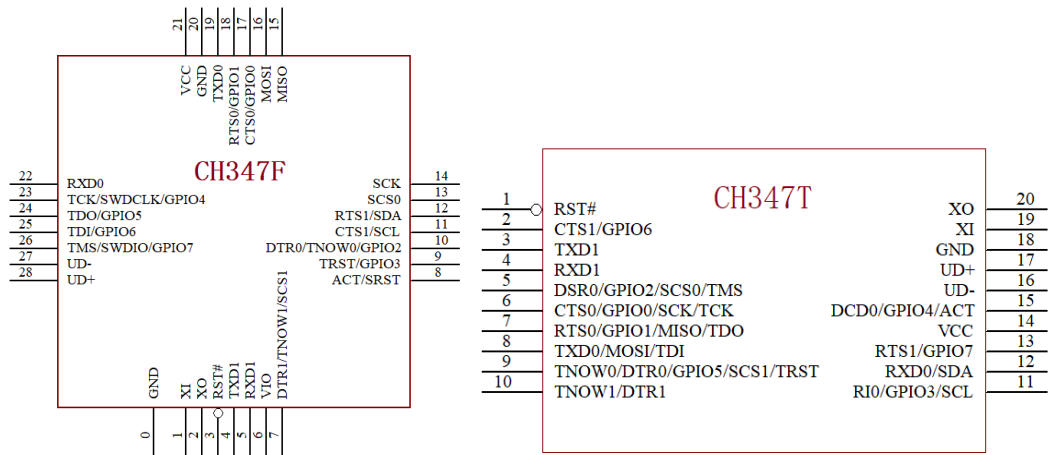 21 20 19 18 17 16 15
VCC
GND
TXD0
RTS0/GPIO1
CTS0/GPIO0
MOSI
MISO
CH347F
22 RXD0
23 TCK/SWDCLK/GPIO4
24 TDO/GPIO5
25 TDI/GPIO6
26 TMS/SWDIO/GPIO7
27 UD-
28 UD+
SCK 14
SCS0 13
RTS1/SDA 12
CTS1/SCL 11
DTR0/TNOW0/GPIO2 10
TRST/GPIO3 9
ACT/SRST 8
GND
XI
XO
RST#
TXD1
RXD1
VIO
DTR1/TNOW1/SCS1
0 1 2 3 4 5 6 7
CH347T
1 RST#
2 CTS1/GPIO6
3 TXD1
4 RXD1
5 DSR0/GPIO2/SCS0/TMS
6 CTS0/GPIO0/SCK/TCK
7 RTS0/GPIO1/MISO/TDO
8 TXD0/MOSI/TDI
9 TNOW0/DTR0/GPIO5/SCS1/TRST
10 TNOW1/DTR1
XO 20
XI 19
GND 18
UD+ 17
UD- 16
DCD0/GPIO4/ACT 15
VCC 14
RTS1/GPIO7 13
RXD0/SDA 12
RI0/GPIO3/SCL 11